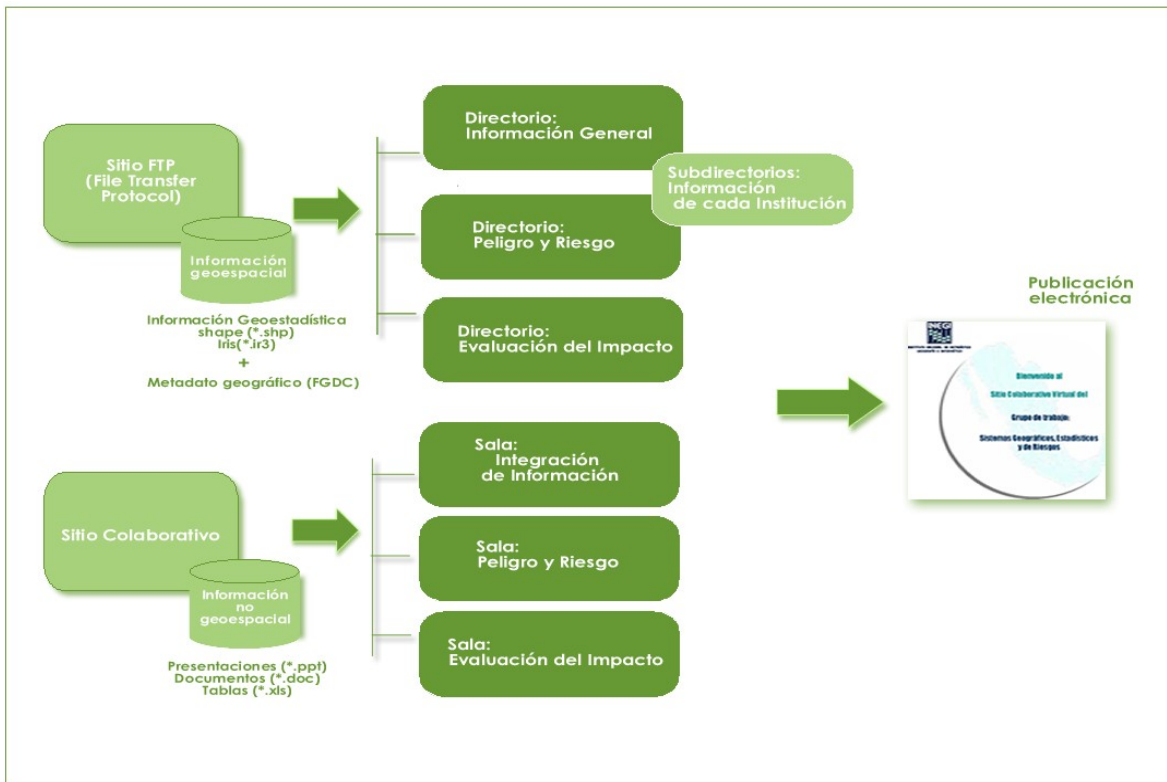 Sitio FTP
(File Transfer
Protocol)
Información
geoespacial
Información Geoestadística
shape (*.shp)
Iris(*.ir3)
+
Metadato geográfico (FGDC)
Directorio:
Información General
Subdirectorios:
Información
de cada Institución
Directorio:
Peligro y Riesgo
Directorio:
Evaluación del Impacto
Sitio Colaborativo
Información
no
geoespacial
Presentaciones (*.ppt)
Documentos (*.doc)
Tablas (*.xls)
Sala:
Integración
de Información
Sala:
Peligro y Riesgo
Sala:
Evaluación del Impacto
Publicación
electrónica
INEGI
Bienvenido al
Sitio Colaborativo Virtual del
Grupo de trabajo:
Sistemas Geográficos, Estadísticos
y de Riesgos